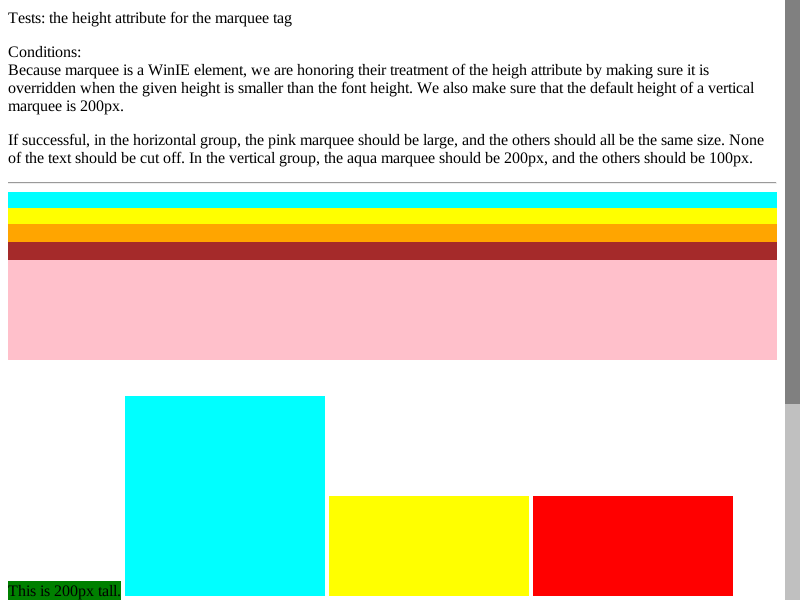 Tests: the height attribute for the marquee tag
Conditions:
Because marquee is a WinIE element, we are honoring their treatment of the heigh attribute by making sure it is
overridden when the given height is smaller than the font height. We also make sure that the default height of a vertical
marquee is 200px.
If successful, in the horizontal group, the pink marquee should be large, and the others should all be the same size. None
of the text should be cut off. In the vertical group, the aqua marquee should be 200px, and the others should be 100px.
This is 200px tall.